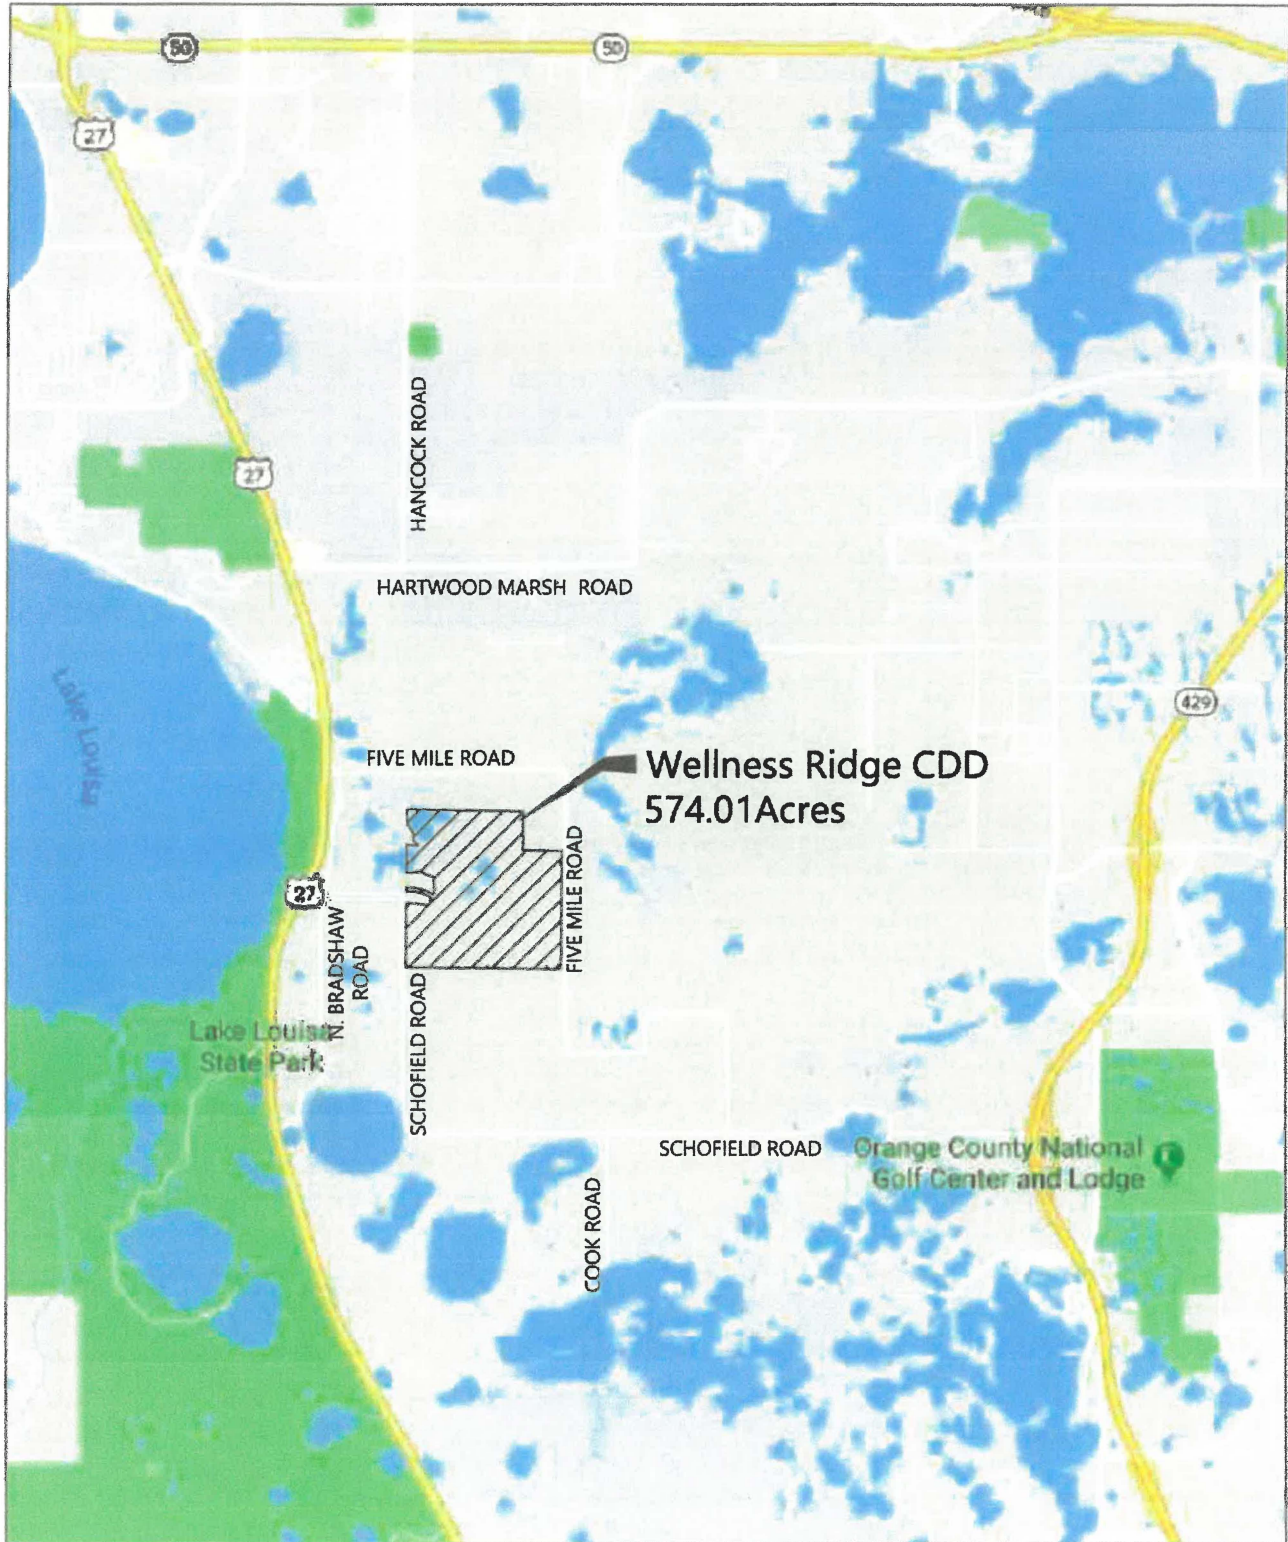 50
50
27
HANCOCK ROAD
27
HARTWOOD MARSH ROAD
Lake Louisa
429
FIVE MILE ROAD
Wellness Ridge CDD
574.01Acres
FIVE MILE ROAD
27
N. BRADSHAW
ROAD
SCHOFIELD ROAD
Lake Louisa
State Park
SCHOFIELD ROAD
Orange County National
Golf Center and Lodge
COOK ROAD